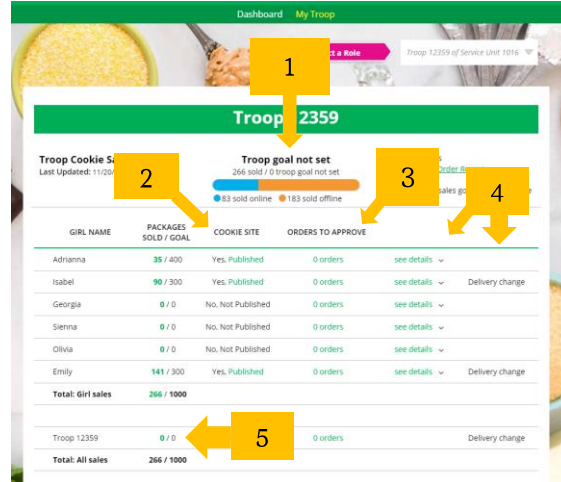 Dashboard My Troop
a Role
Troop 12359 of Service Unit 1016
1
Troop 2359
Troop Cookie
Last Updated: 11/20/
Troop goal not set
266 sold / 0 troop goal not set
83 sold online 183 sold offline
Order
sales
2
3
4
GIRL NAME PACKAGES SOLD / GOAL COOKIE SITE ORDERS TO APPROVE
Adrianna 35 / 400 Yes, Published 0 orders see details
Isabel 90 / 300 Yes, Published 0 orders see details Delivery change
Georgia 0 / 0 No, Not Published 0 orders see details
Sienna 0 / 0 No, Not Published 0 orders see details
Olivia 0 / 0 No, Not Published 0 orders see details
Emily 141 / 300 Yes, Published 0 orders see details Delivery change
Total: Girl sales 266 / 1000
Troop 12359 0 / 0 5 0 orders Delivery change
Total: All sales 266 / 1000